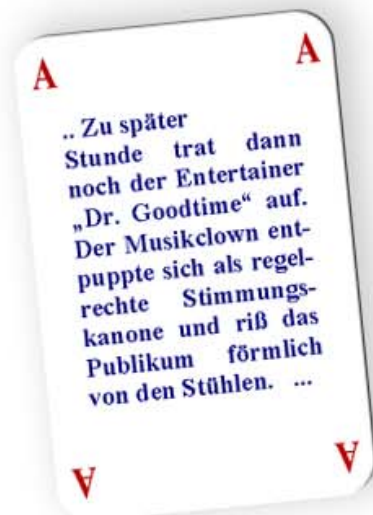 A A
.. Zu später
Stunde trat dann
noch der Entertainer
„Dr. Goodtime“ auf.
Der Musikclown ent-
puppte sich als regel-
rechte Stimmungs-
kanone und riß das
Publikum förmlich
von den Stühlen. ...
A A